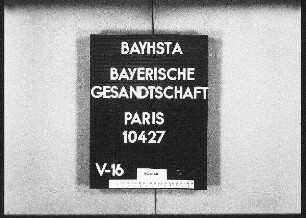 BAYHSTA
BAYERISCHE
GESANDTSCHAFT
PARIS
10427
V-16